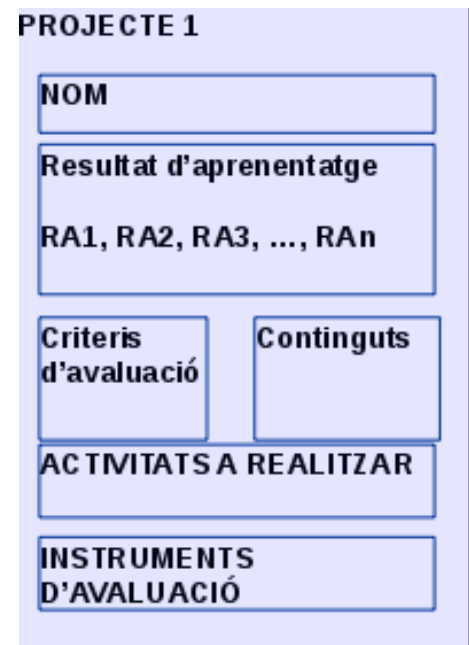 PROJECTE 1
NOM
Resultat d'aprenentatge
RA1, RA2, RA3, ..., RAn
Criteris
d'avaluació
Continguts
ACTIVITATS A REALITZAR
INSTRUMENTS
D'AVALUACIÓ